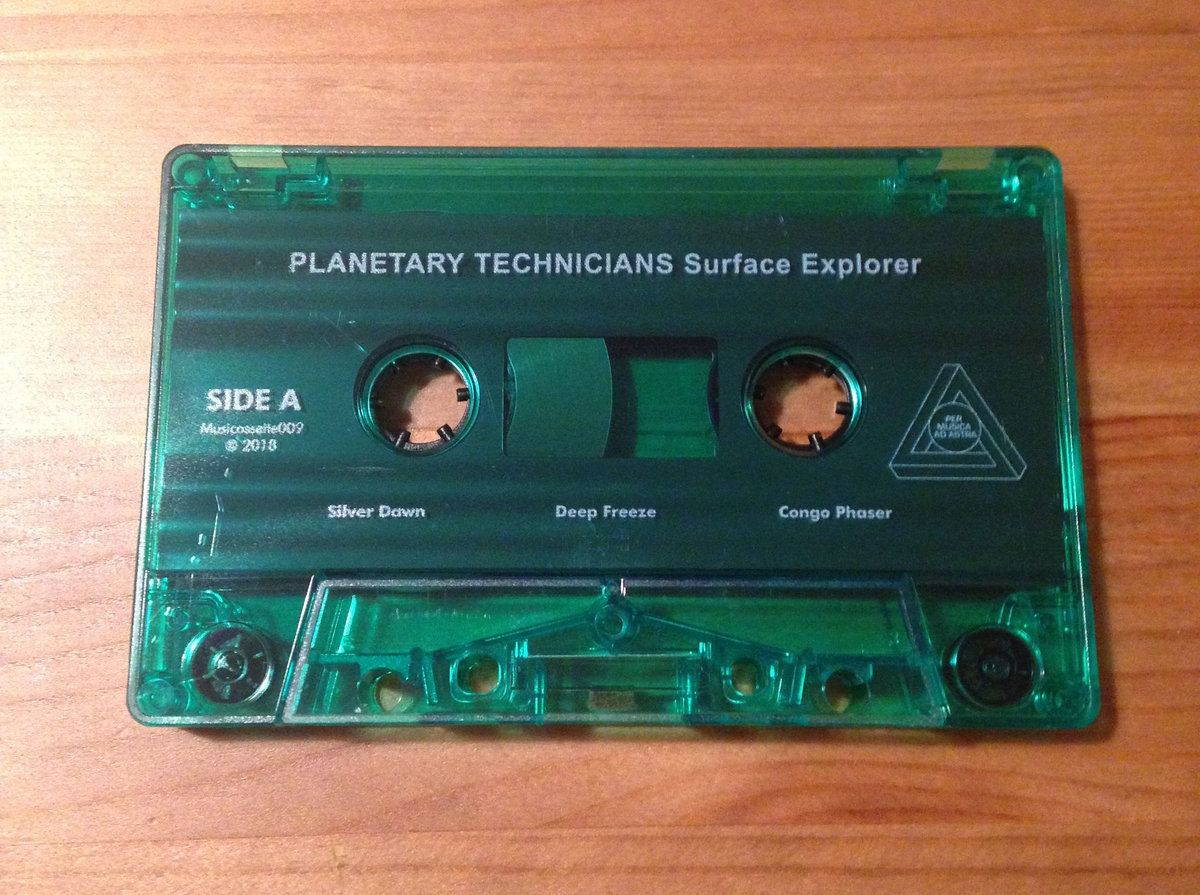 PLANETARY TECHNICIANS Surface Explorer
SIDE A
Musicassette009
© 2018
PER
MUSICA
AD ASTRA
Silver Dawn
Deep Freeze
Congo Phaser